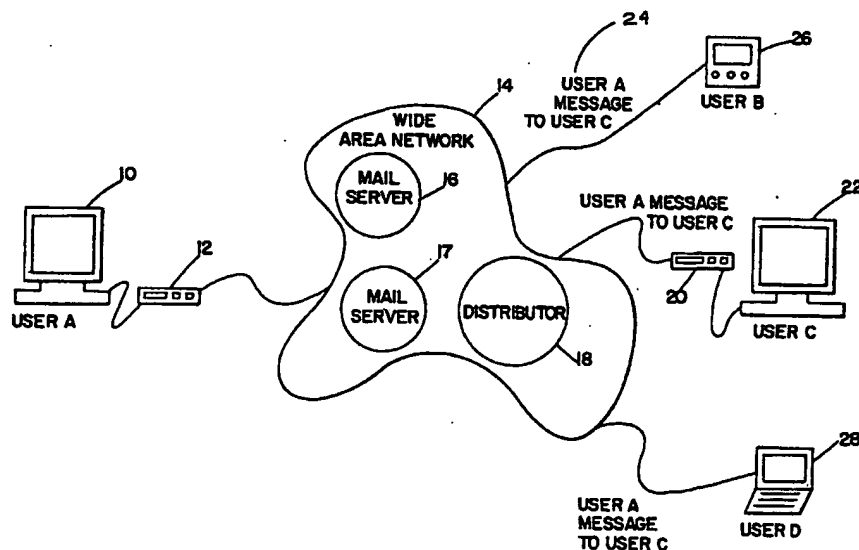 24
26
USER A
MESSAGE
TO USER C
USER B
14
WIDE
AREA NETWORK
10
MAIL
SERVER
16
USER A MESSAGE
TO USER C
22
12
17
MAIL
SERVER
DISTRIBUTOR
20
USER A
USER C
18
28
USER A
MESSAGE
TO USER C
USER D